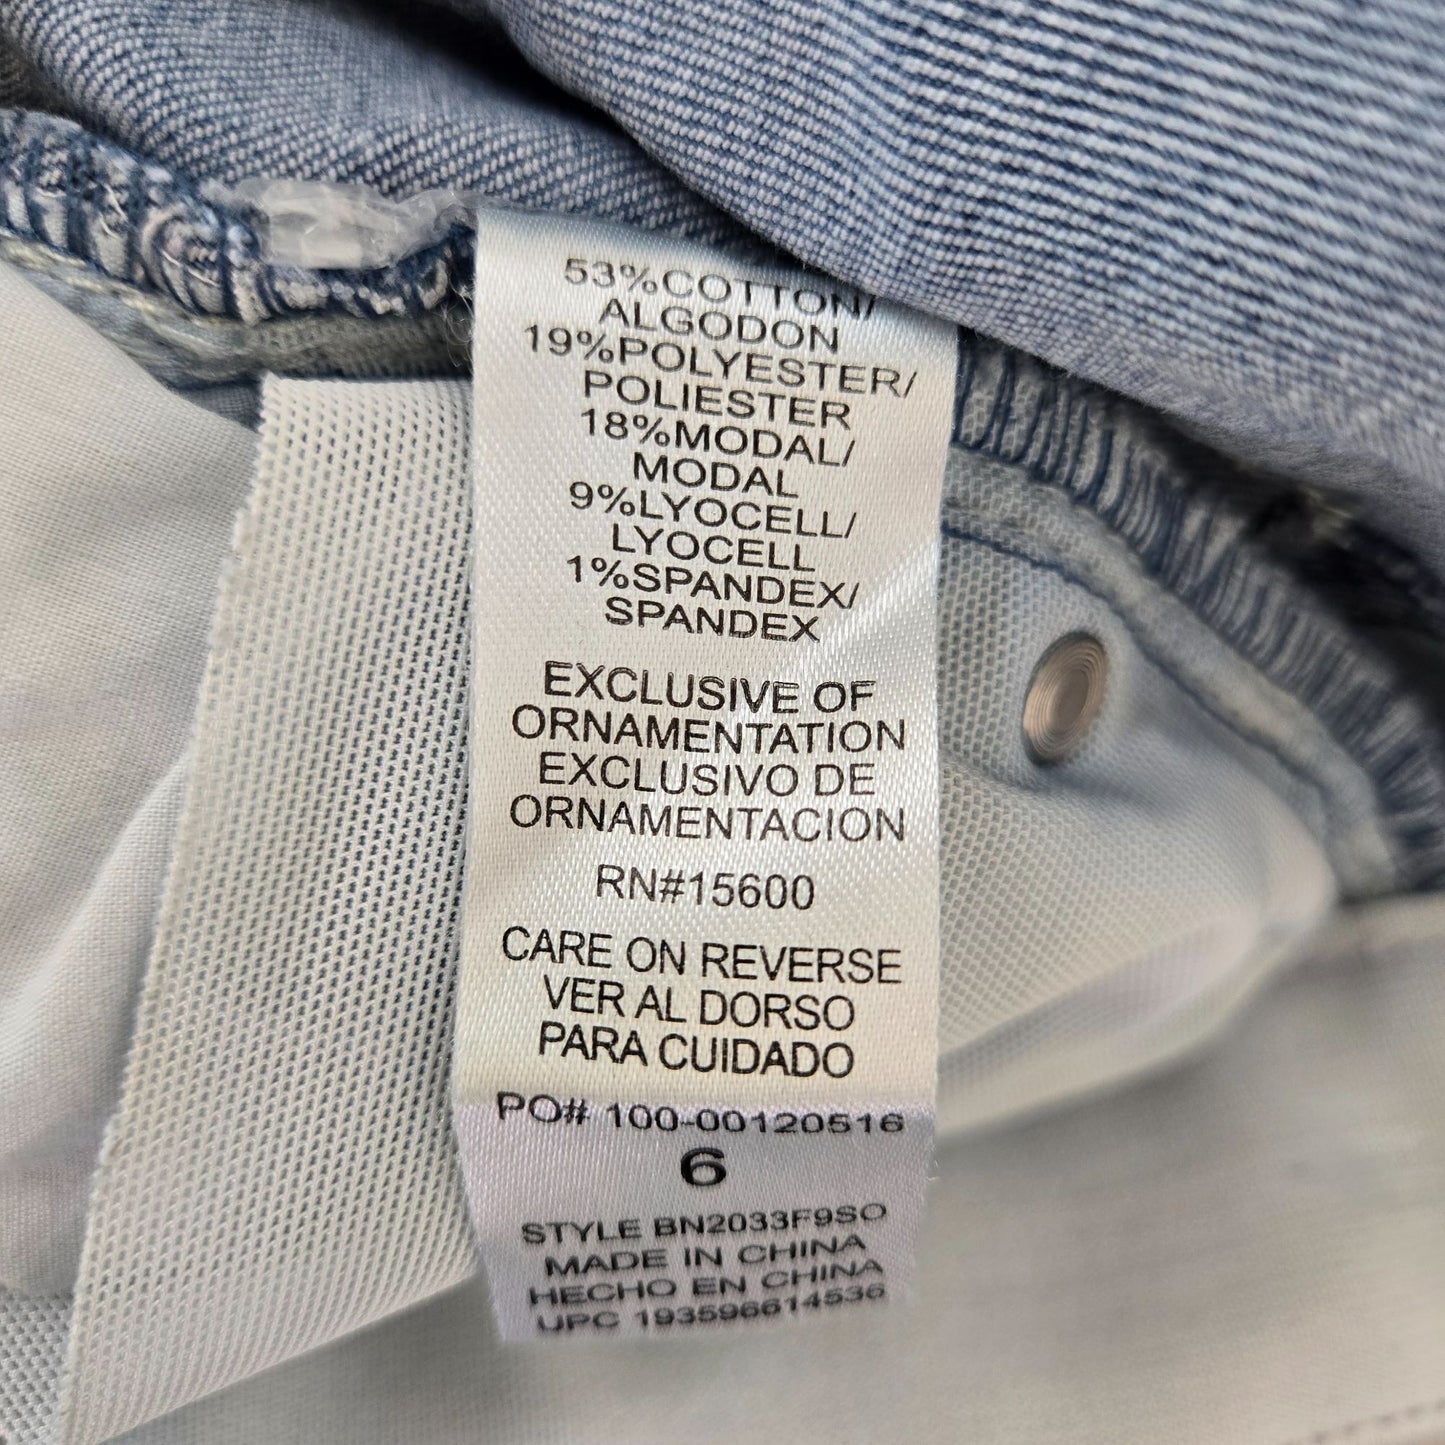 53%COTTON/
ALGODON
19%POLYESTER/
POLIESTER
18%MODAL/
MODAL
9%LYOCELL/
LYOCELL
1%SPANDEX/
SPANDEX
EXCLUSIVE OF
ORNAMENTATION
EXCLUSIVO DE
ORNAMENTACION
RN#15600
CARE ON REVERSE
VER AL DORSO
PARA CUIDADO
PO# 100-00120516
6
STYLE BN2033F9SO
MADE IN CHINA
HECHO EN CHINA
UPC 193596614536